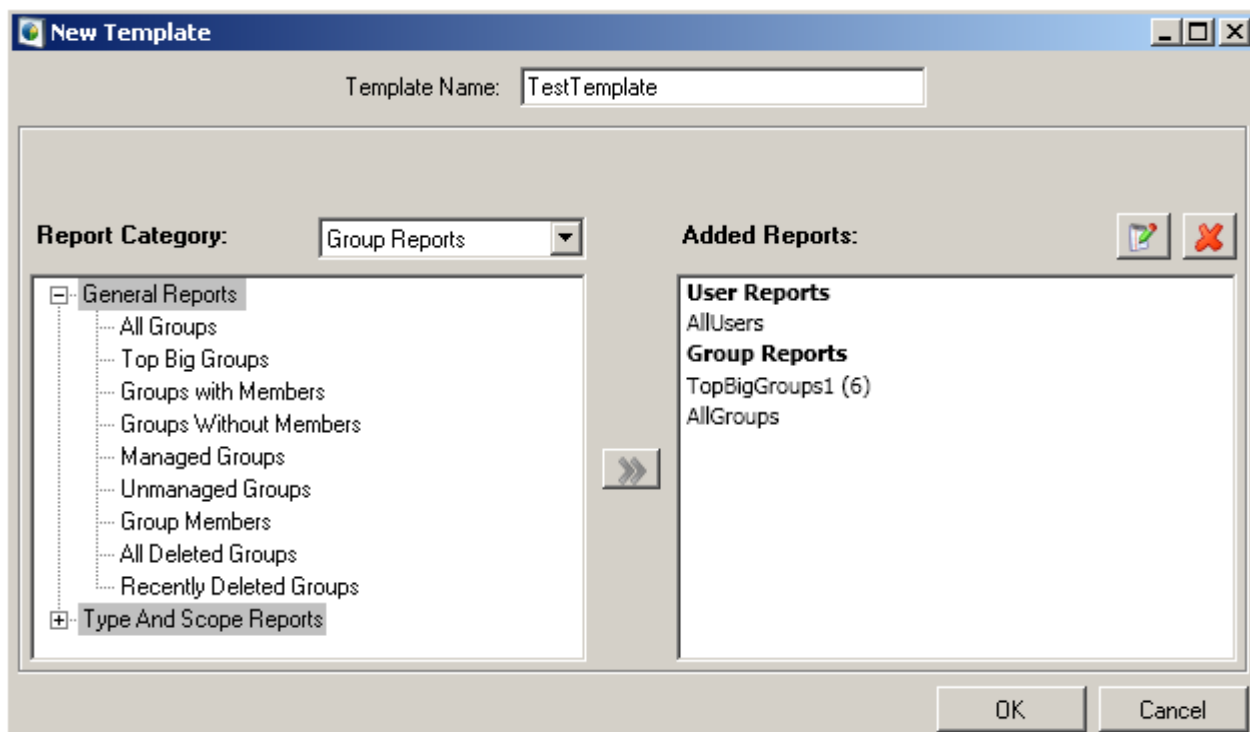 New Template
Template Name: TestTemplate
Report Category: Group Reports
General Reports
All Groups
Top Big Groups
Groups with Members
Groups Without Members
Managed Groups
Unmanaged Groups
Group Members
All Deleted Groups
Recently Deleted Groups
Type And Scope Reports
Added Reports:
User Reports
AllUsers
Group Reports
TopBigGroups1 (6)
AllGroups
OK Cancel